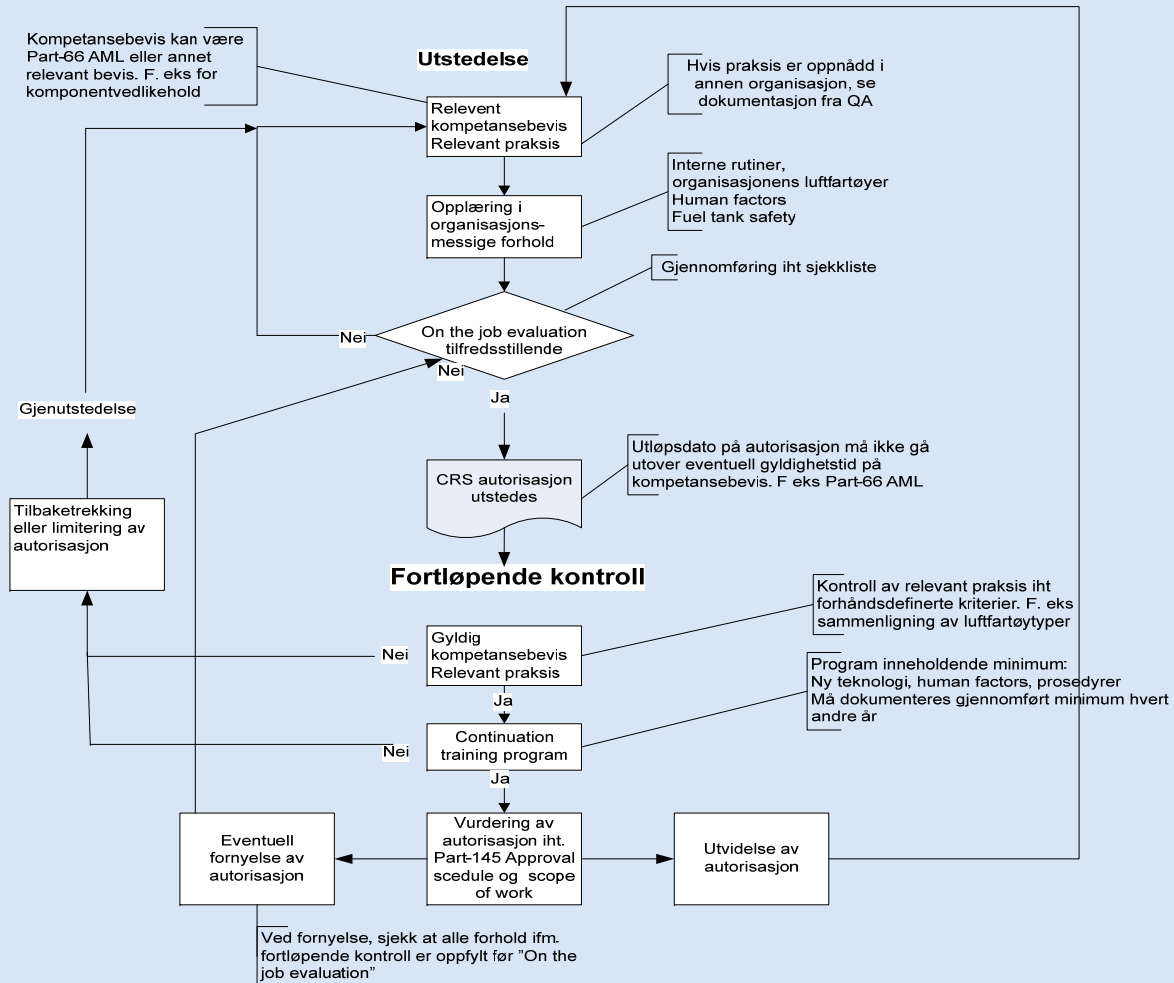 Kompetansebevis kan være
Part-66 AML eller annet
relevant bevis. F. eks for
komponentvedlikehold
Utstedelse
Hvis praksis er oppnådd i
annen organisasjon, se
dokumentasjon fra QA
Relevent
kompetansebevis
Relevant praksis
Interne rutiner,
organisasjonens luftfartøyer
Human factors
Fuel tank safety
Opplæring i
organisasjons-
messige forhold
Gjennomføring iht sjekkliste
On the job evaluation
tilfredsstillende
Nei
Nei
Ja
Gjenutstedelse
Utløpsdato på autorisasjon må ikke gå
utover eventuell gyldighetstid på
kompetansebevis. F eks Part-66 AML
CRS autorisasjon
utstedes
Tilbaketrekking
eller limitering av
autorisasjon
Fortløpende kontroll
Kontroll av relevant praksis iht
forhåndsdefinerte kriterier. F. eks
sammenligning av luftfartøytyper
Gyldig
kompetansebevis
Relevant praksis
Nei
Ja
Program inneholdende minimum:
Ny teknologi, human factors, prosedyrer
Må dokumenteres gjennomført minimum hvert
andre år
Continuation
training program
Nei
Ja
Eventuell
fornyelse av
autorisasjon
Vurdering av
autorisasjon iht.
Part-145 Approval
scedule og scope
of work
Utvidelse av
autorisasjon
Ved fornyelse, sjekk at alle forhold ifm.
fortløpende kontroll er oppfylt før "On the
job evaluation"